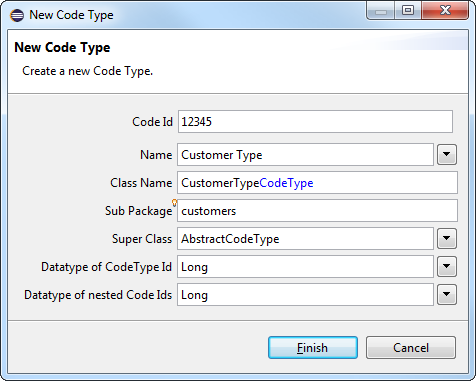 New Code Type
New Code Type
Create a new Code Type.
Code Id 12345
Name Customer Type
Class Name CustomerTypeCodeType
Sub Package customers
Super Class AbstractCodeType
Datatype of CodeType Id Long
Datatype of nested Code Ids Long
Finish Cancel